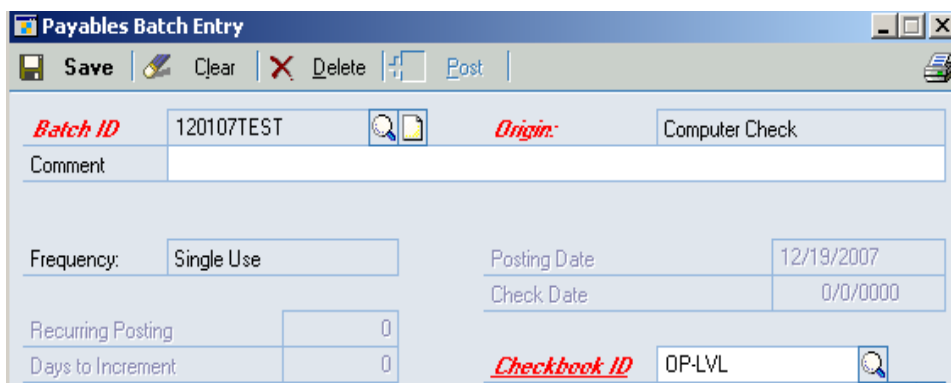 Payables Batch Entry
Save Clear Delete Post
Batch ID 120107TEST Origin: Computer Check
Comment
Frequency: Single Use Posting Date 12/19/2007
Check Date 0/0/0000
Recurring Posting 0
Days to Increment 0 Checkbook ID OP-LVL